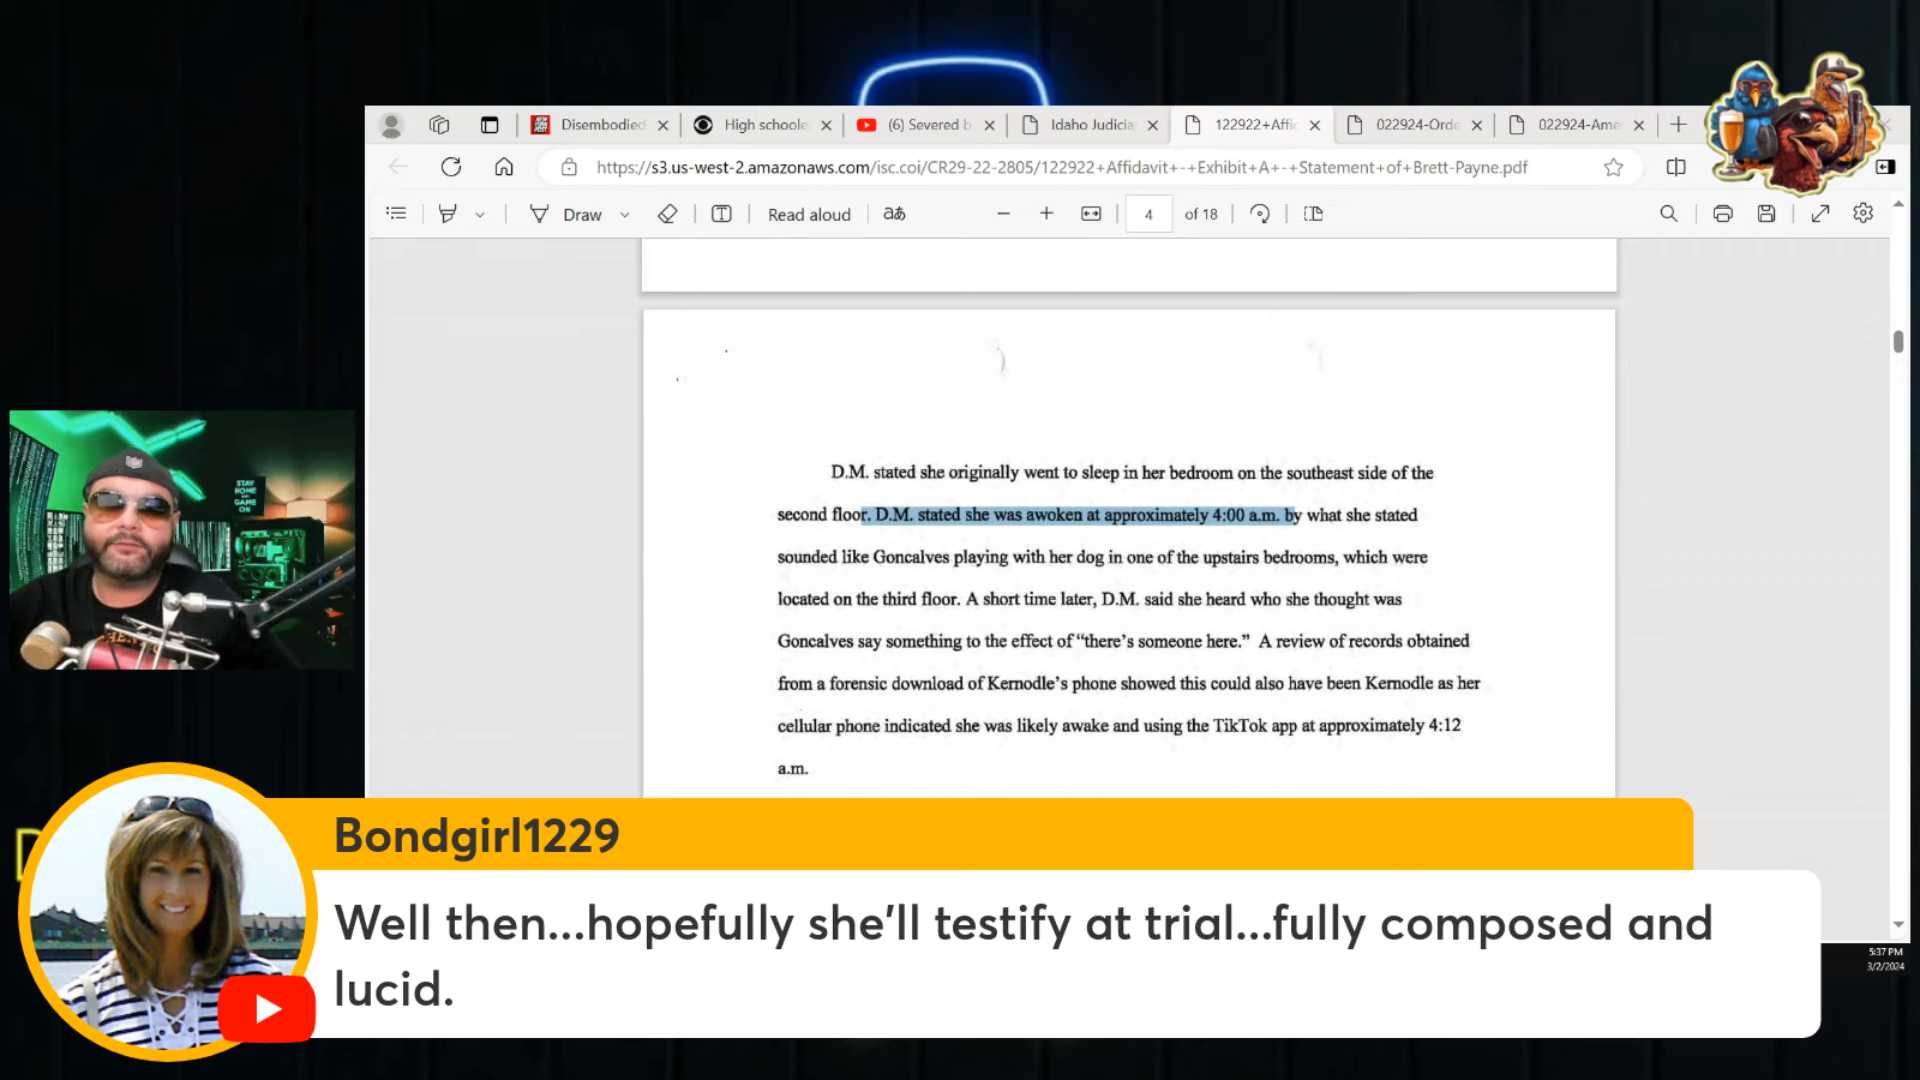 Disembodied
High schoole
(6) Severed b
Idaho Judicia
122922+Affic
022924-Orde
022924-Ame
https://s3.us-west-2.amazonaws.com/isc.coi/CR29-22-2805/122922+Affidavit+-+Exhibit+A+-+Statement+of+Brett+Payne.pdf
Draw
Read aloud
aあ
4
of 18
D.M. stated she originally went to sleep in her bedroom on the southeast side of the
second floor. D.M. stated she was awoken at approximately 4:00 a.m. by what she stated
sounded like Goncalves playing with her dog in one of the upstairs bedrooms, which were
located on the third floor. A short time later, D.M. said she heard who she thought was
Goncalves say something to the effect of “there’s someone here.” A review of records obtained
from a forensic download of Kernodle’s phone showed this could also have been Kernodle as her
cellular phone indicated she was likely awake and using the TikTok app at approximately 4:12
a.m.
STAY
HOME
GAME
ON
Bondgirl1229
Well then...hopefully she’ll testify at trial...fully composed and
lucid.
5:37 PM
3/2/2024